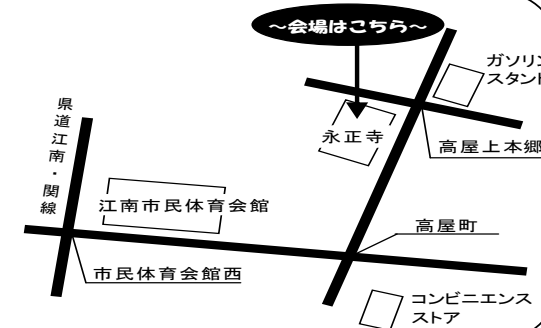 ～会場はこちら～
ガソリン
スタンド
県道江南・関線
永正寺
高屋上本郷
江南市民体育会館
高屋町
市民体育会館西
コンビニエンス
ストア